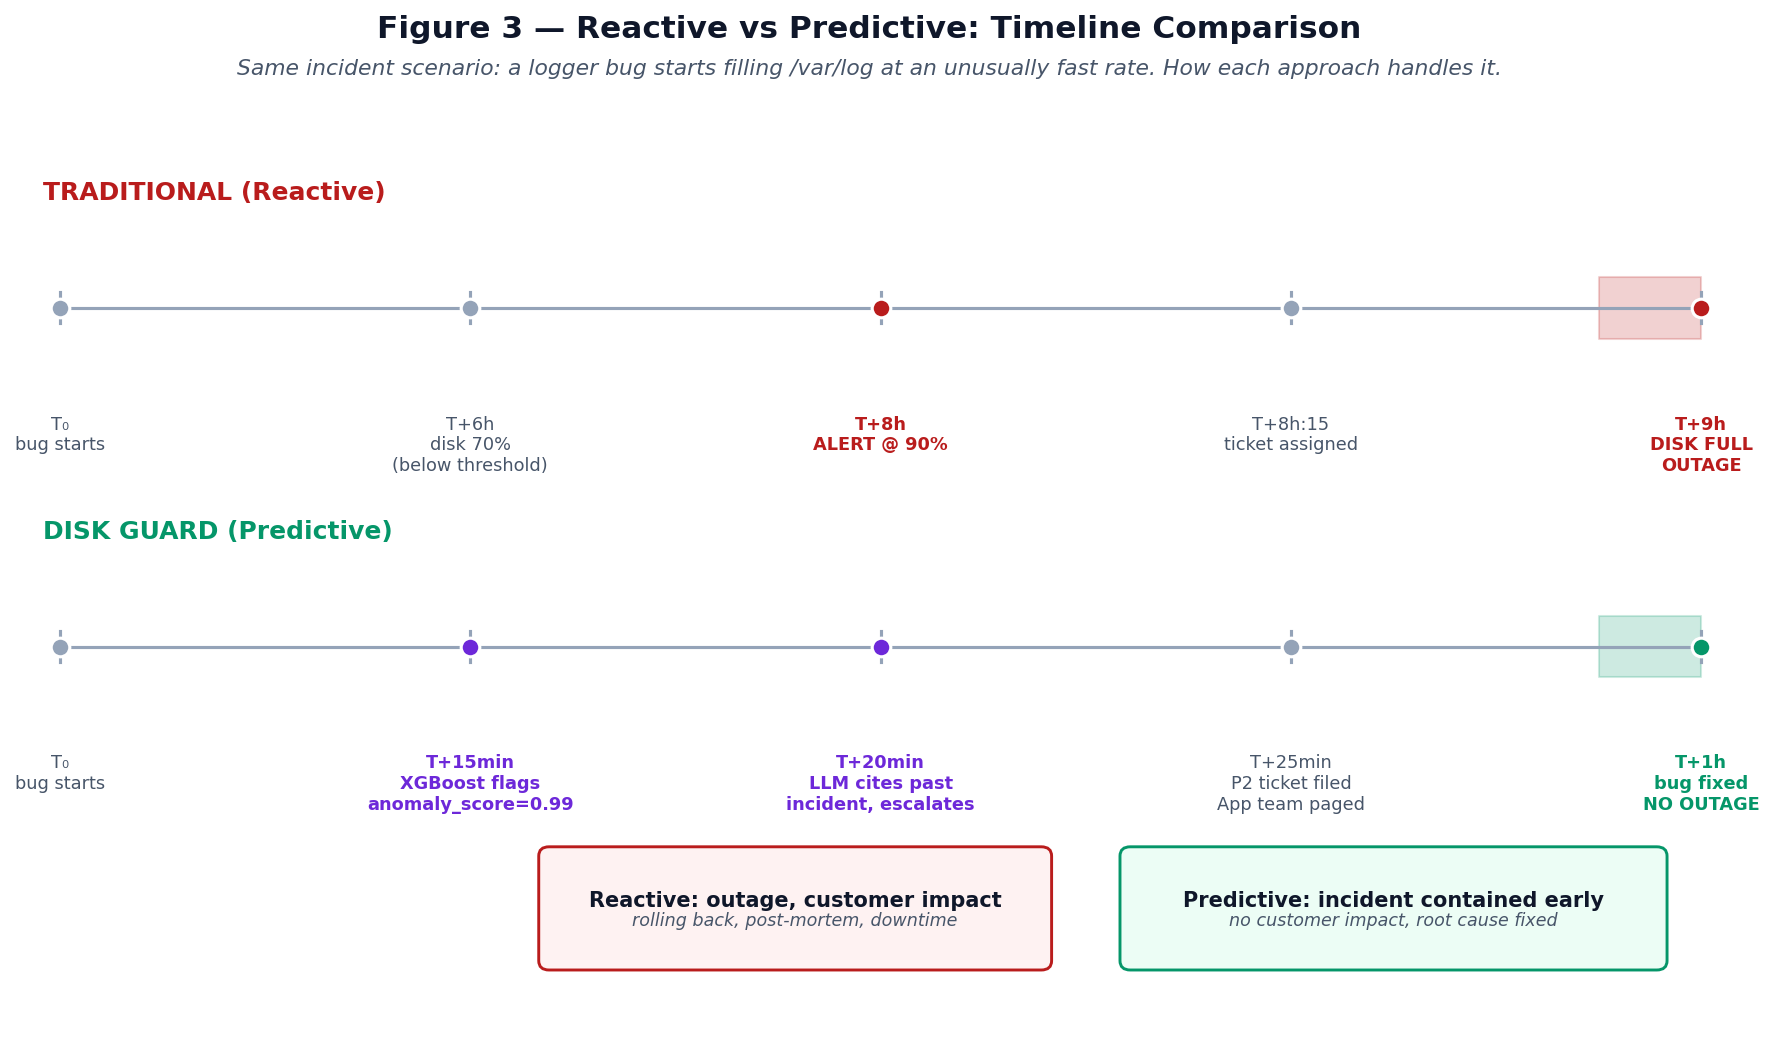 Figure 3 — Reactive vs Predictive: Timeline Comparison
Same incident scenario: a logger bug starts filling /var/log at an unusually fast rate. How each approach handles it.
TRADITIONAL (Reactive)
T₀
bug starts
T+6h
disk 70%
(below threshold)
T+8h
ALERT @ 90%
T+8h:15
ticket assigned
T+9h
DISK FULL
OUTAGE
DISK GUARD (Predictive)
T₀
bug starts
T+15min
XGBoost flags
anomaly_score=0.99
T+20min
LLM cites past
incident, escalates
T+25min
P2 ticket filed
App team paged
T+1h
bug fixed
NO OUTAGE
Reactive: outage, customer impact
rolling back, post-mortem, downtime
Predictive: incident contained early
no customer impact, root cause fixed